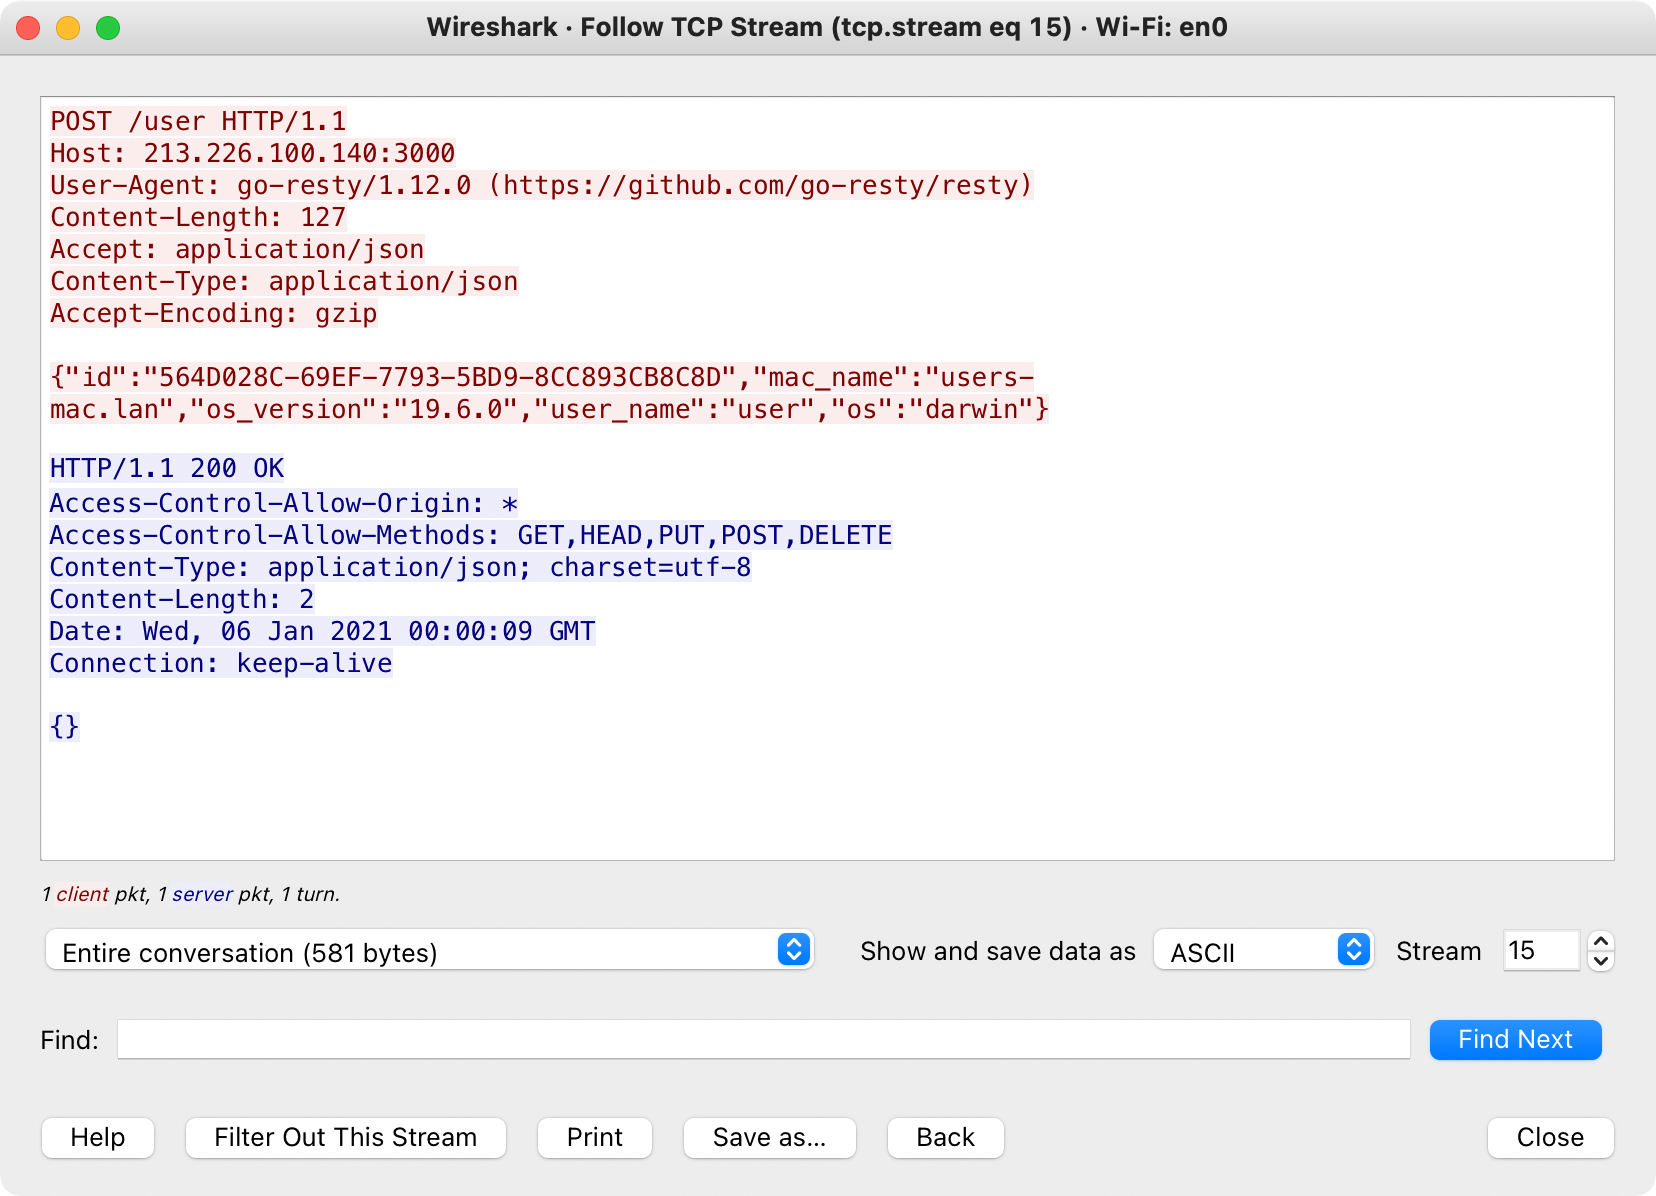 Wireshark · Follow TCP Stream (tcp.stream eq 15) · Wi-Fi: en0
POST /user HTTP/1.1
Host: 213.226.100.140:3000
User-Agent: go-resty/1.12.0 (https://github.com/go-resty/resty)
Content-Length: 127
Accept: application/json
Content-Type: application/json
Accept-Encoding: gzip
{"id":"564D028C-69EF-7793-5BD9-8CC893CB8C8D","mac_name":"users-
mac.lan","os_version":"19.6.0","user_name":"user","os":"darwin"}
HTTP/1.1 200 OK
Access-Control-Allow-Origin: *
Access-Control-Allow-Methods: GET,HEAD,PUT,POST,DELETE
Content-Type: application/json; charset=utf-8
Content-Length: 2
Date: Wed, 06 Jan 2021 00:00:09 GMT
Connection: keep-alive
{}
1 client pkt, 1 server pkt, 1 turn.
Entire conversation (581 bytes) Show and save data as ASCII Stream 15
Find: Find Next
Help Filter Out This Stream Print Save as... Back Close